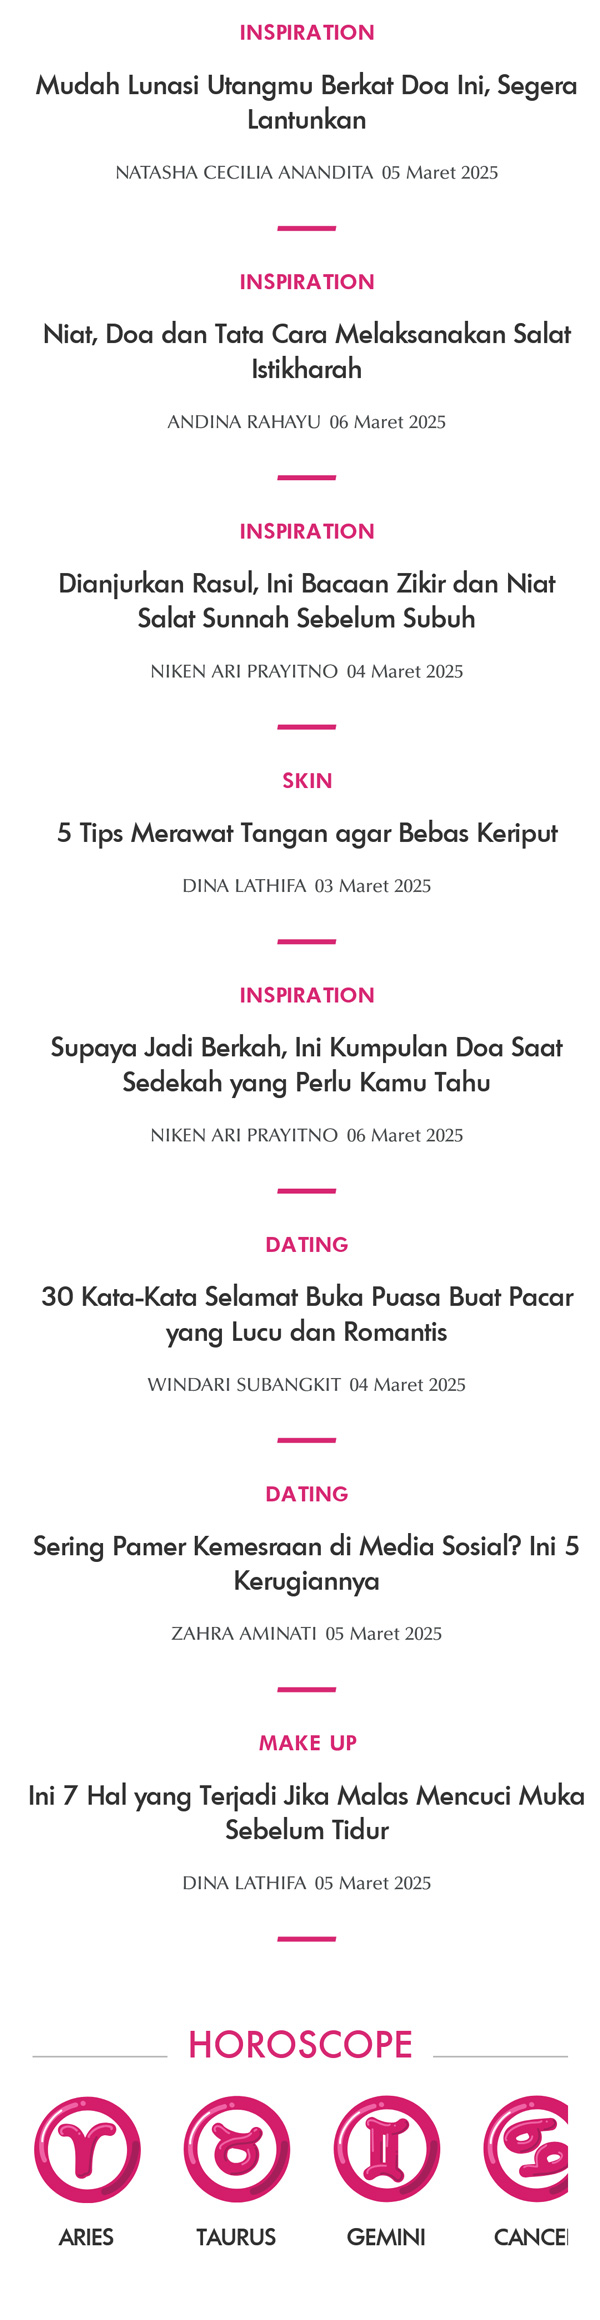 INSPIRATION
Mudah Lunasi Utangmu Berkat Doa Ini, Segera
Lantunkan
NATASHA CECILIA ANANDITA 05 Maret 2025
INSPIRATION
Niat, Doa dan Tata Cara Melaksanakan Salat
Istikharah
ANDINA RAHAYU 06 Maret 2025
INSPIRATION
Dianjurkan Rasul, Ini Bacaan Zikir dan Niat
Salat Sunnah Sebelum Subuh
NIKEN ARI PRAYITNO 04 Maret 2025
SKIN
5 Tips Merawat Tangan agar Bebas Keriput
DINA LATHIFA 03 Maret 2025
INSPIRATION
Supaya Jadi Berkah, Ini Kumpulan Doa Saat
Sedekah yang Perlu Kamu Tahu
NIKEN ARI PRAYITNO 06 Maret 2025
DATING
30 Kata-Kata Selamat Buka Puasa Buat Pacar
yang Lucu dan Romantis
WINDARI SUBANGKIT 04 Maret 2025
DATING
Sering Pamer Kemesraan di Media Sosial? Ini 5
Kerugiannya
ZAHRA AMINATI 05 Maret 2025
MAKE UP
Ini 7 Hal yang Terjadi Jika Malas Mencuci Muka
Sebelum Tidur
DINA LATHIFA 05 Maret 2025
HOROSCOPE
ARIES TAURUS GEMINI CANCE